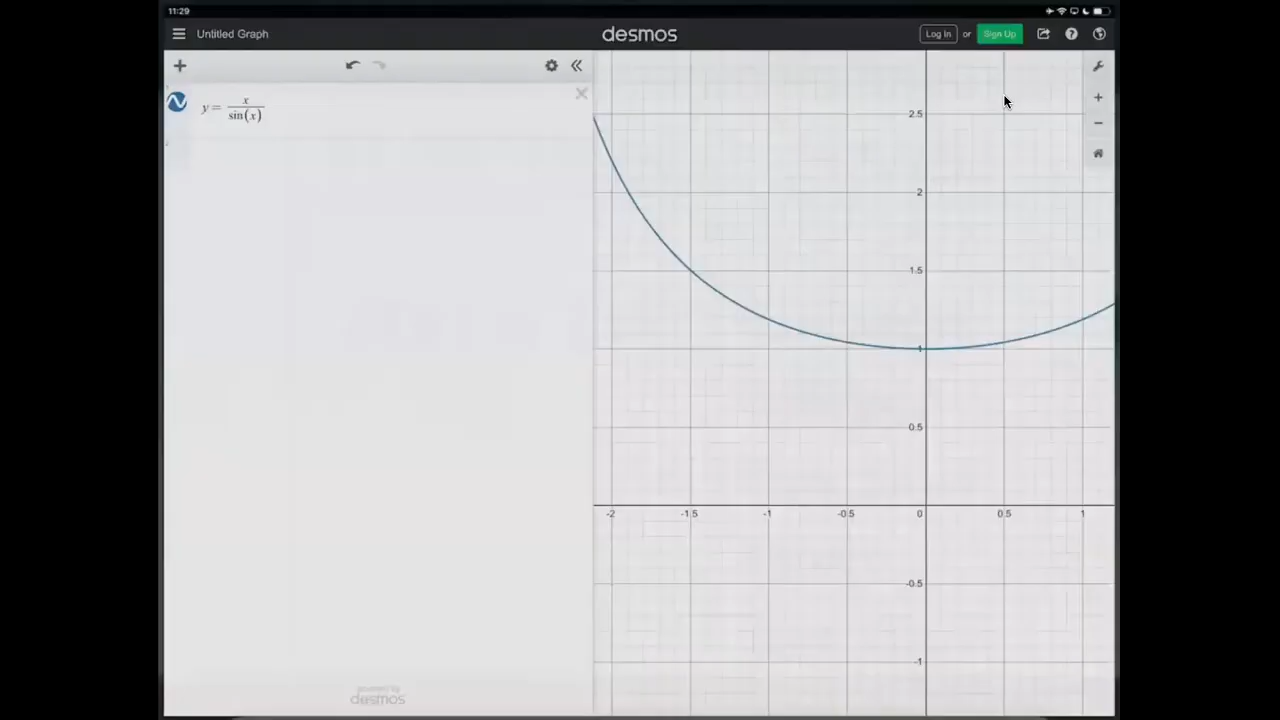 11:29
Untitled Graph
desmos
Log In or Sign Up
y = x / sin(x)
2.5
2
1.5
1
0.5
-2 -1.5 -1 -0.5 0 0.5 1
-0.5
-1
powered by
desmos